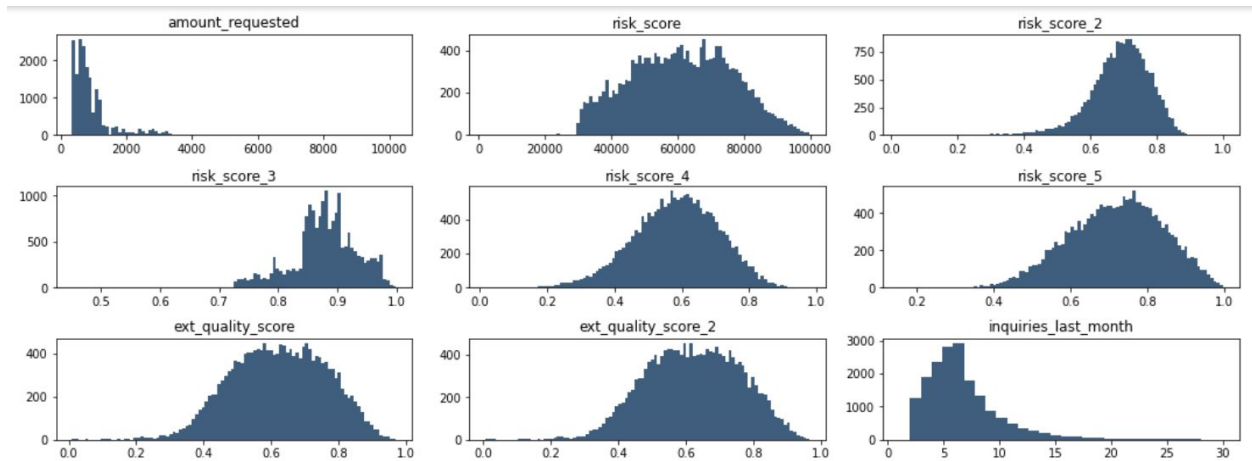 amount_requested
risk_score
risk_score_2
2000
1000
0
0 2000 4000 6000 8000 10000
400
200
0
0 20000 40000 60000 80000 100000
750
500
250
0
0.0 0.2 0.4 0.6 0.8 1.0
risk_score_3
risk_score_4
risk_score_5
1000
500
0
0.5 0.6 0.7 0.8 0.9 1.0
400
200
0
0.0 0.2 0.4 0.6 0.8 1.0
400
200
0
0.2 0.4 0.6 0.8 1.0
ext_quality_score
ext_quality_score_2
inquiries_last_month
400
200
0
0.0 0.2 0.4 0.6 0.8 1.0
400
200
0
0.0 0.2 0.4 0.6 0.8 1.0
3000
2000
1000
0
0 5 10 15 20 25 30